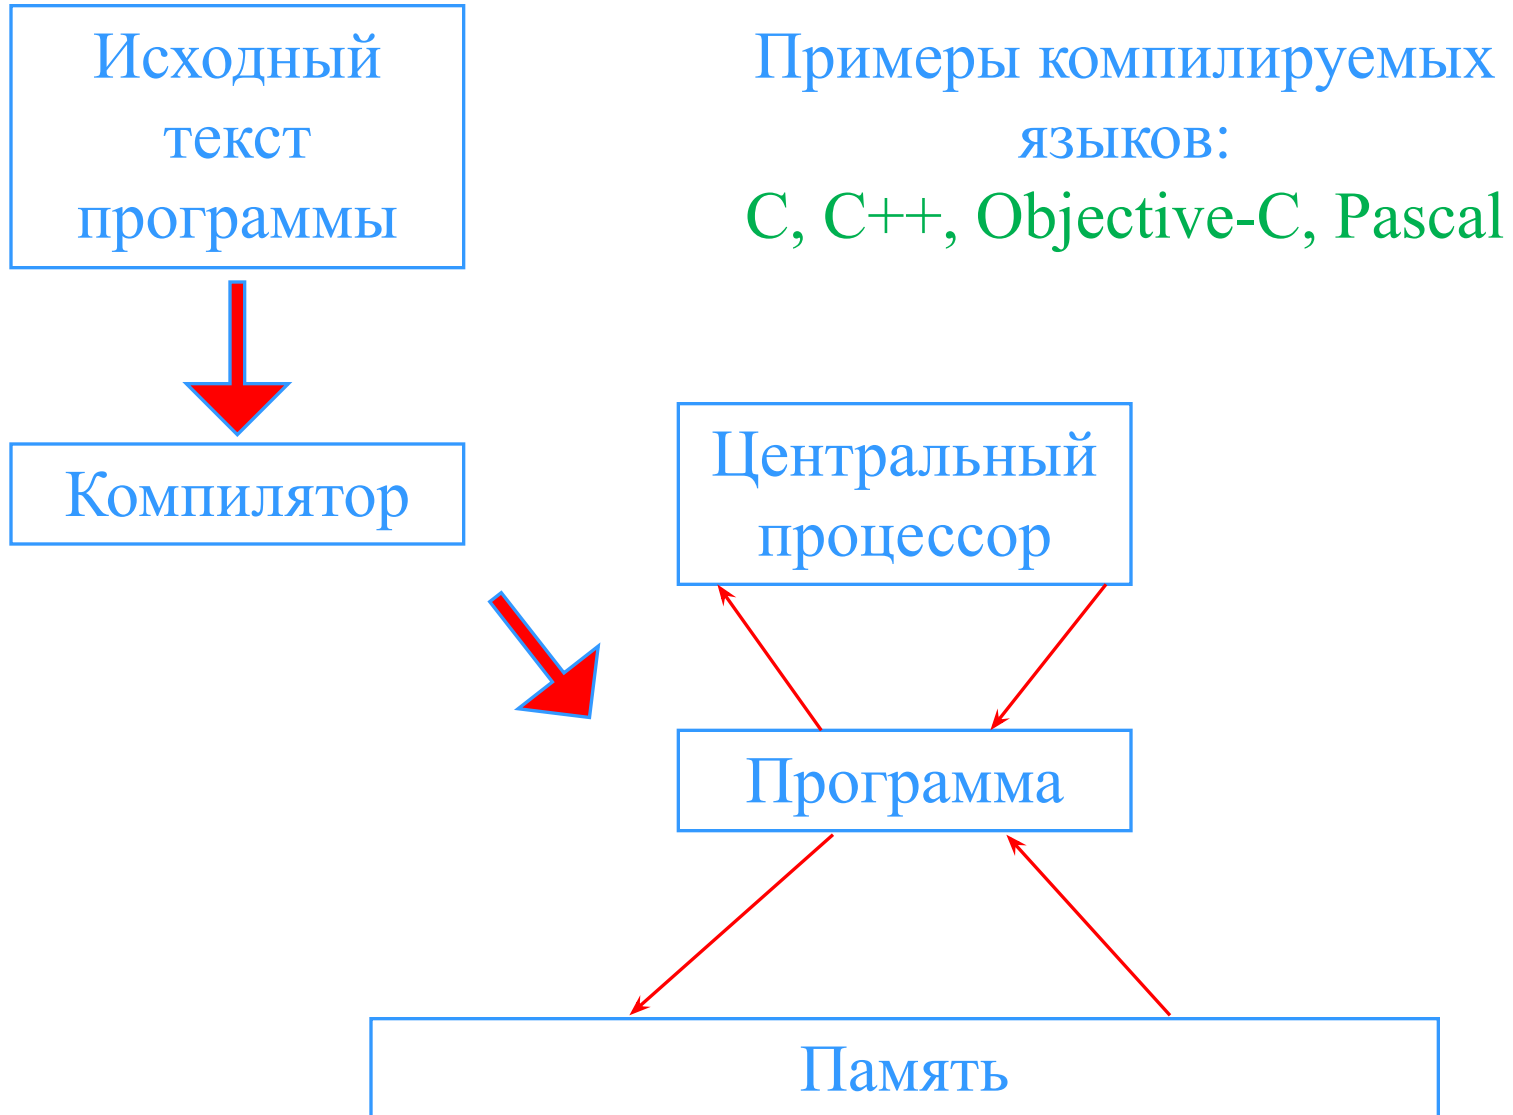 Исходный
текст
программы
Примеры компилируемых
языков:
C, C++, Objective-C, Pascal
Компилятор
Центральный
процессор
Программа
Память